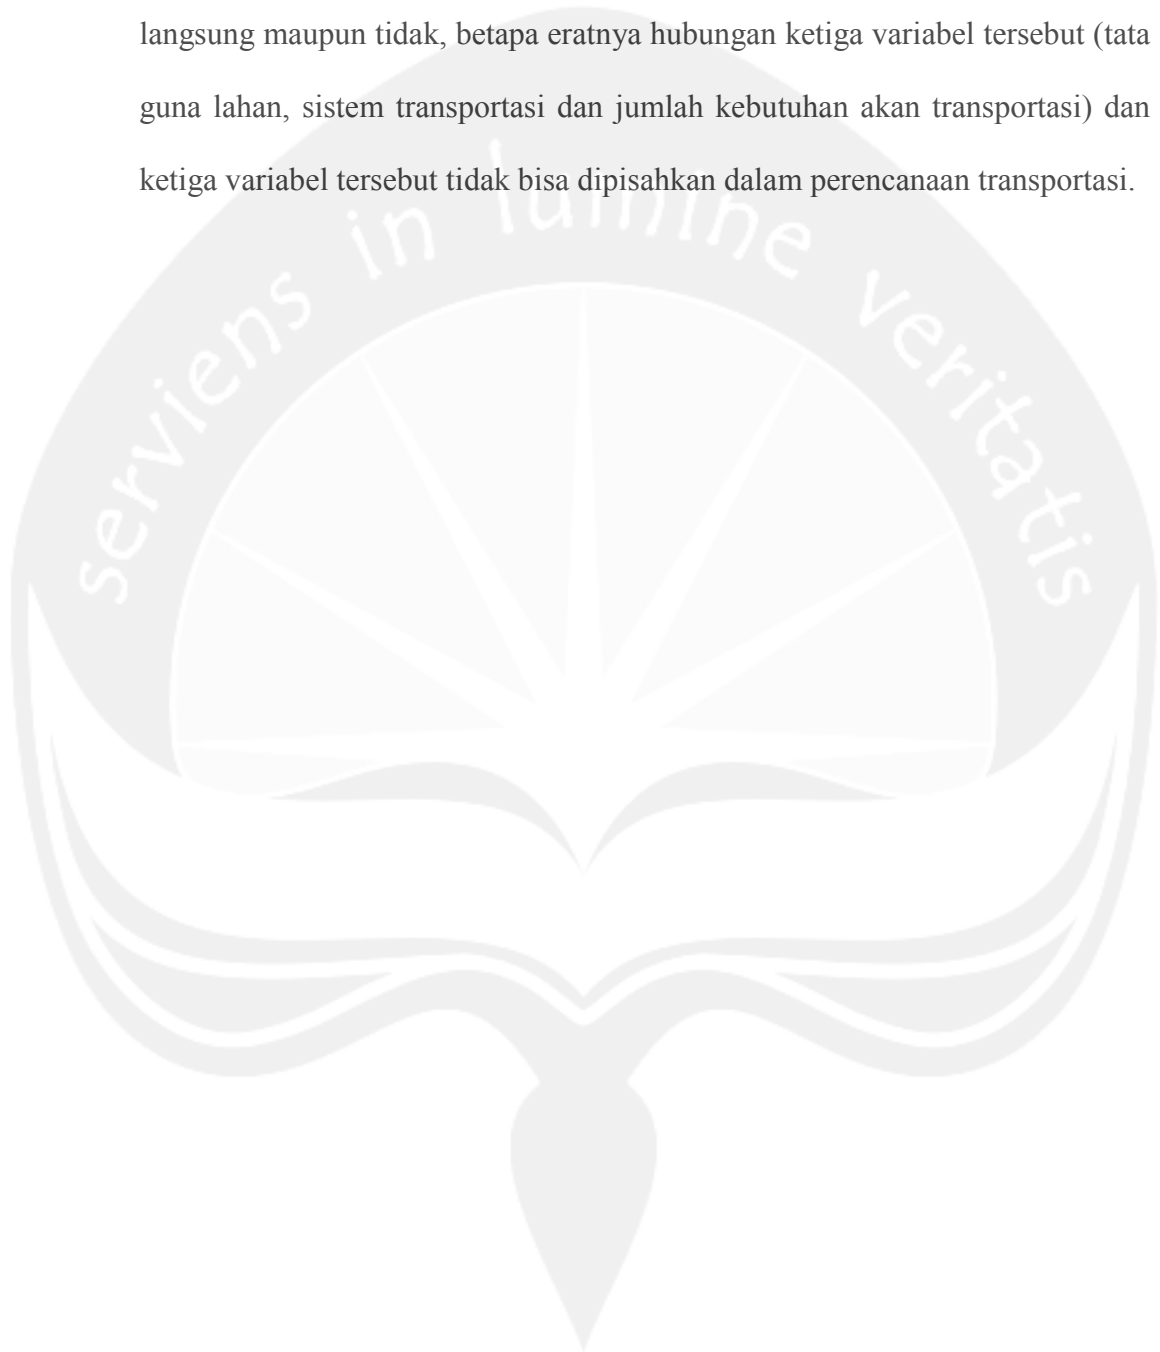 langsung maupun tidak, betapa eratnya hubungan ketiga variabel tersebut (tata
guna lahan, sistem transportasi dan jumlah kebutuhan akan transportasi) dan
ketiga variabel tersebut tidak bisa dipisahkan dalam perencanaan transportasi.
serviens in lumine veritatis